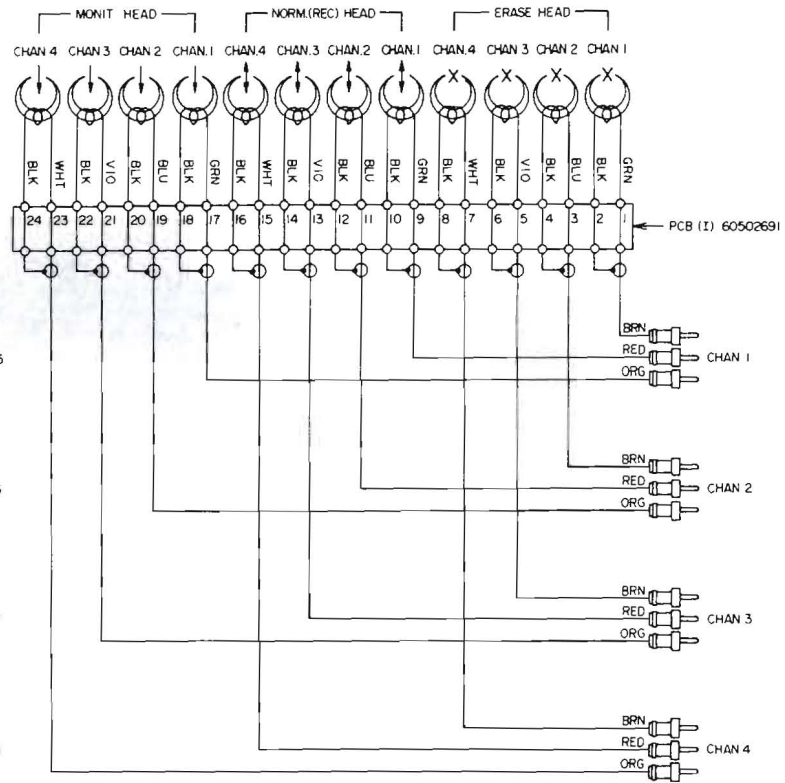 MONIT HEAD NORM.(REC) HEAD ERASE HEAD
CHAN 4 CHAN 3 CHAN 2 CHAN.1 CHAN.4 CHAN.3 CHAN.2 CHAN.1 CHAN.4 CHAN 3 CHAN 2 CHAN 1
X X X X
BLK WHT BLK VIO BLK BLU BLK GRN BLK WHT BLK VIO BLK BLU BLK GRN BLK WHT BLK VIO BLK BLU BLK GRN
24 23 22 21 20 19 18 17 16 15 14 13 12 11 10 9 8 7 6 5 4 3 2 1
PCB (I) 60502691
BRN
RED CHAN 1
ORG
BRN
RED CHAN 2
ORG
BRN
RED CHAN 3
ORG
BRN
RED CHAN 4
ORG